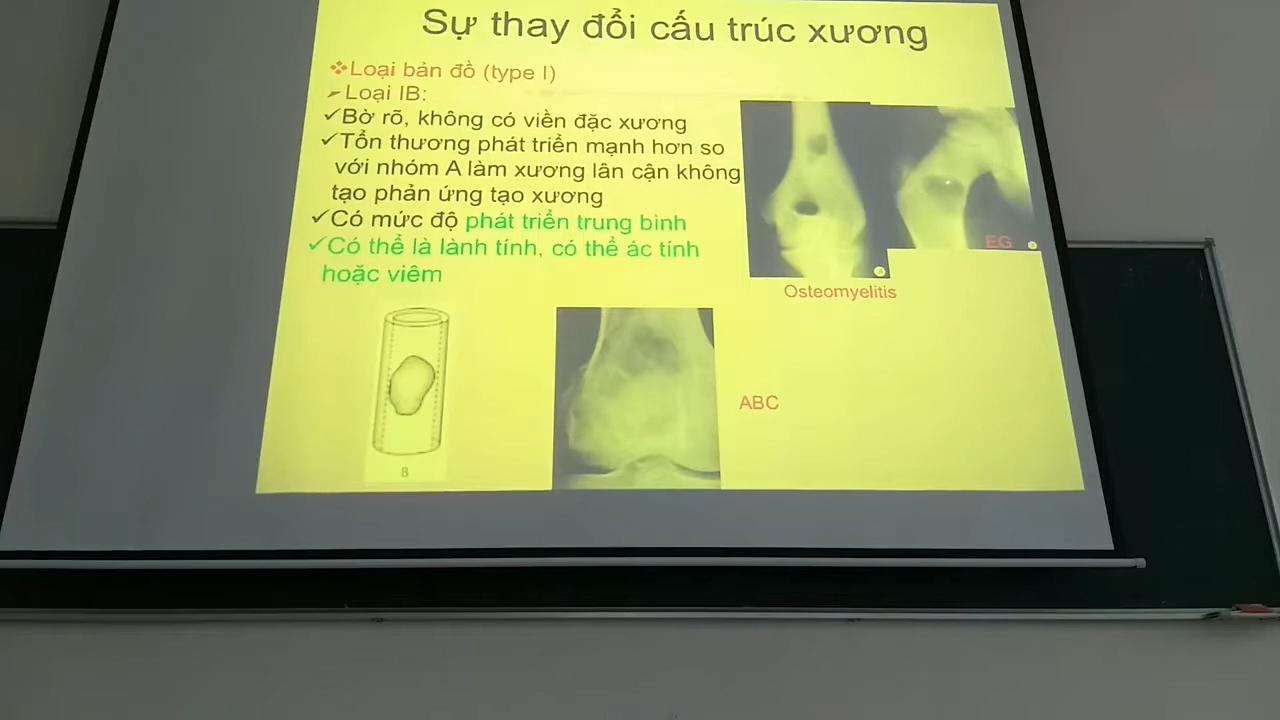 Sự thay đổi cấu trúc xương
❖Loại bản đồ (type I)
➢Loại IB:
✓Bờ rõ, không có viền đặc xương
✓Tổn thương phát triển mạnh hơn so
với nhóm A làm xương lân cận không
tạo phản ứng tạo xương
✓Có mức độ phát triển trung bình
✓Có thể là lành tính, có thể ác tính
hoặc viêm
EG
Osteomyelitis
ABC
B